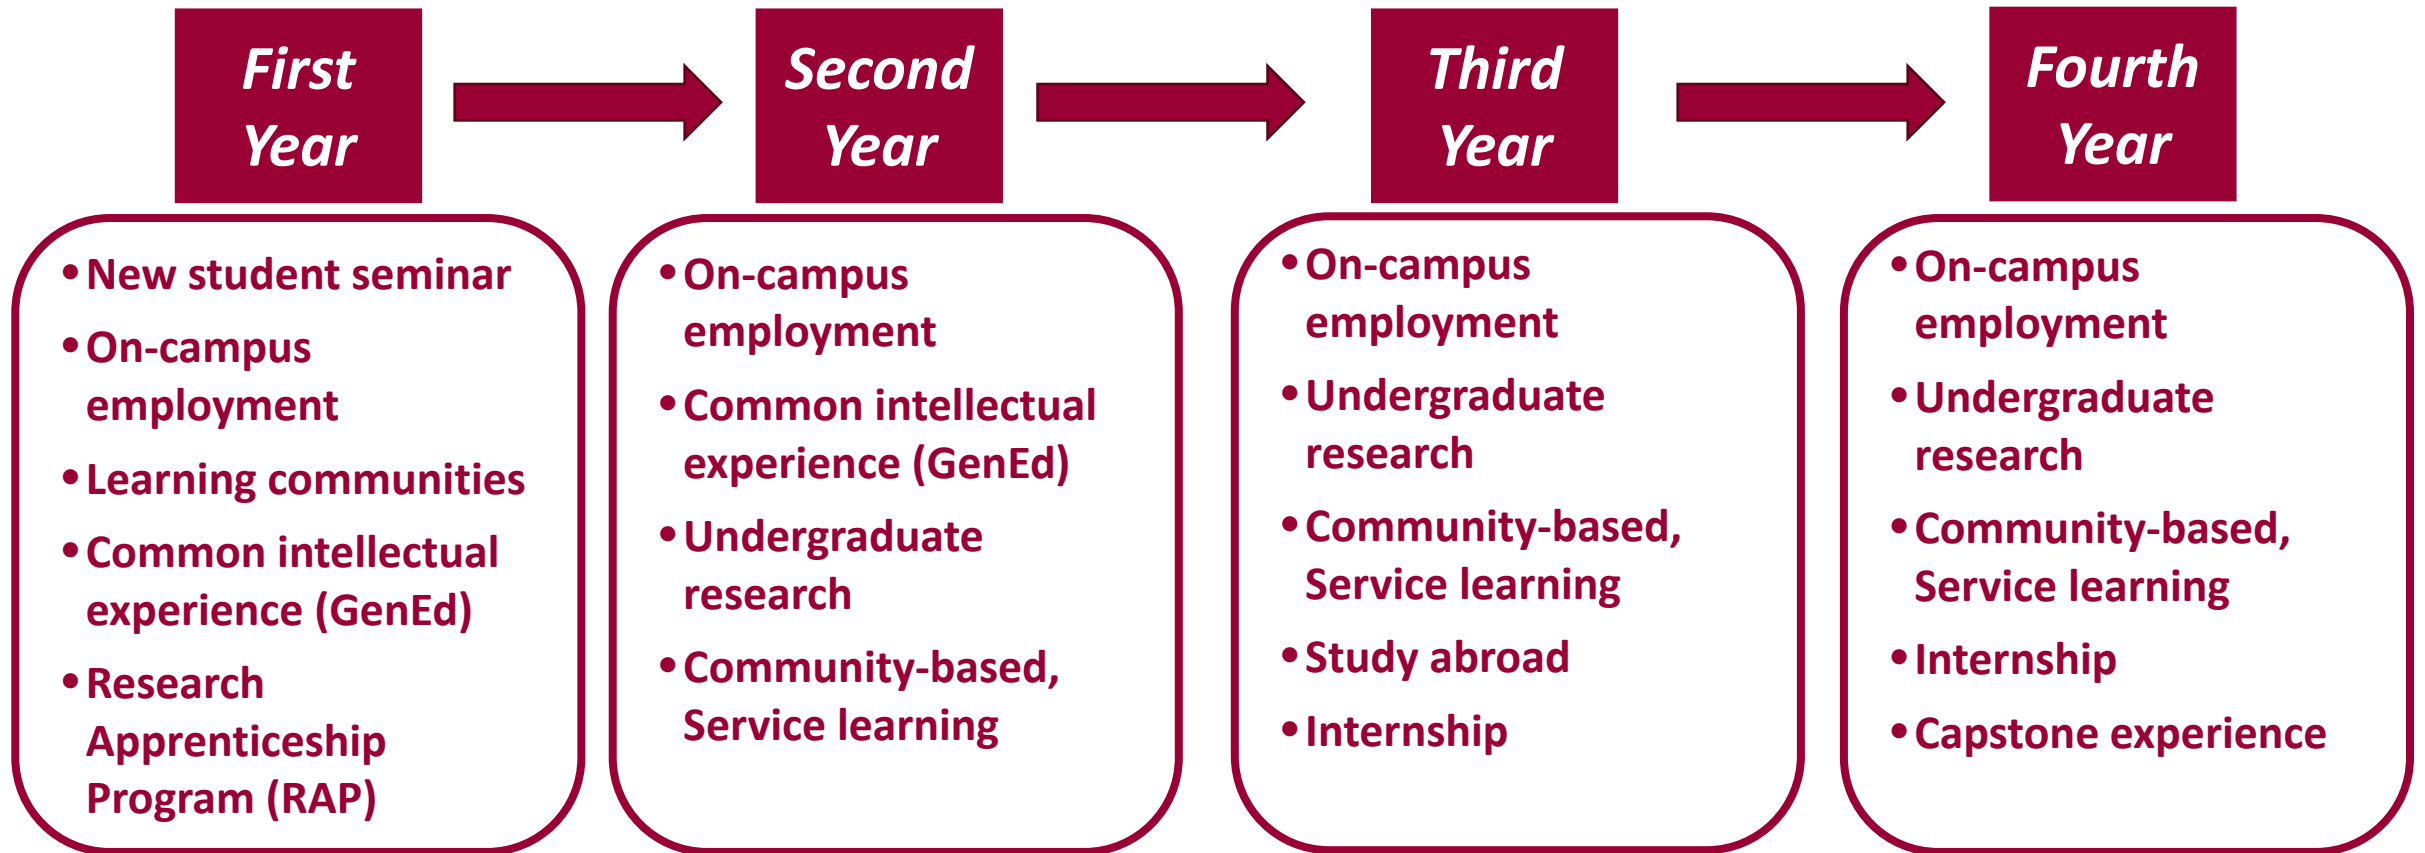 First
Year
Second
Year
Third
Year
Fourth
Year
•New student seminar
•On-campus
employment
•Learning communities
•Common intellectual
experience (GenEd)
•Research
Apprenticeship
Program (RAP)
•On-campus
employment
•Common intellectual
experience (GenEd)
•Undergraduate
research
•Community-based,
Service learning
•On-campus
employment
•Undergraduate
research
•Community-based,
Service learning
•Study abroad
•Internship
•On-campus
employment
•Undergraduate
research
•Community-based,
Service learning
•Internship
•Capstone experience